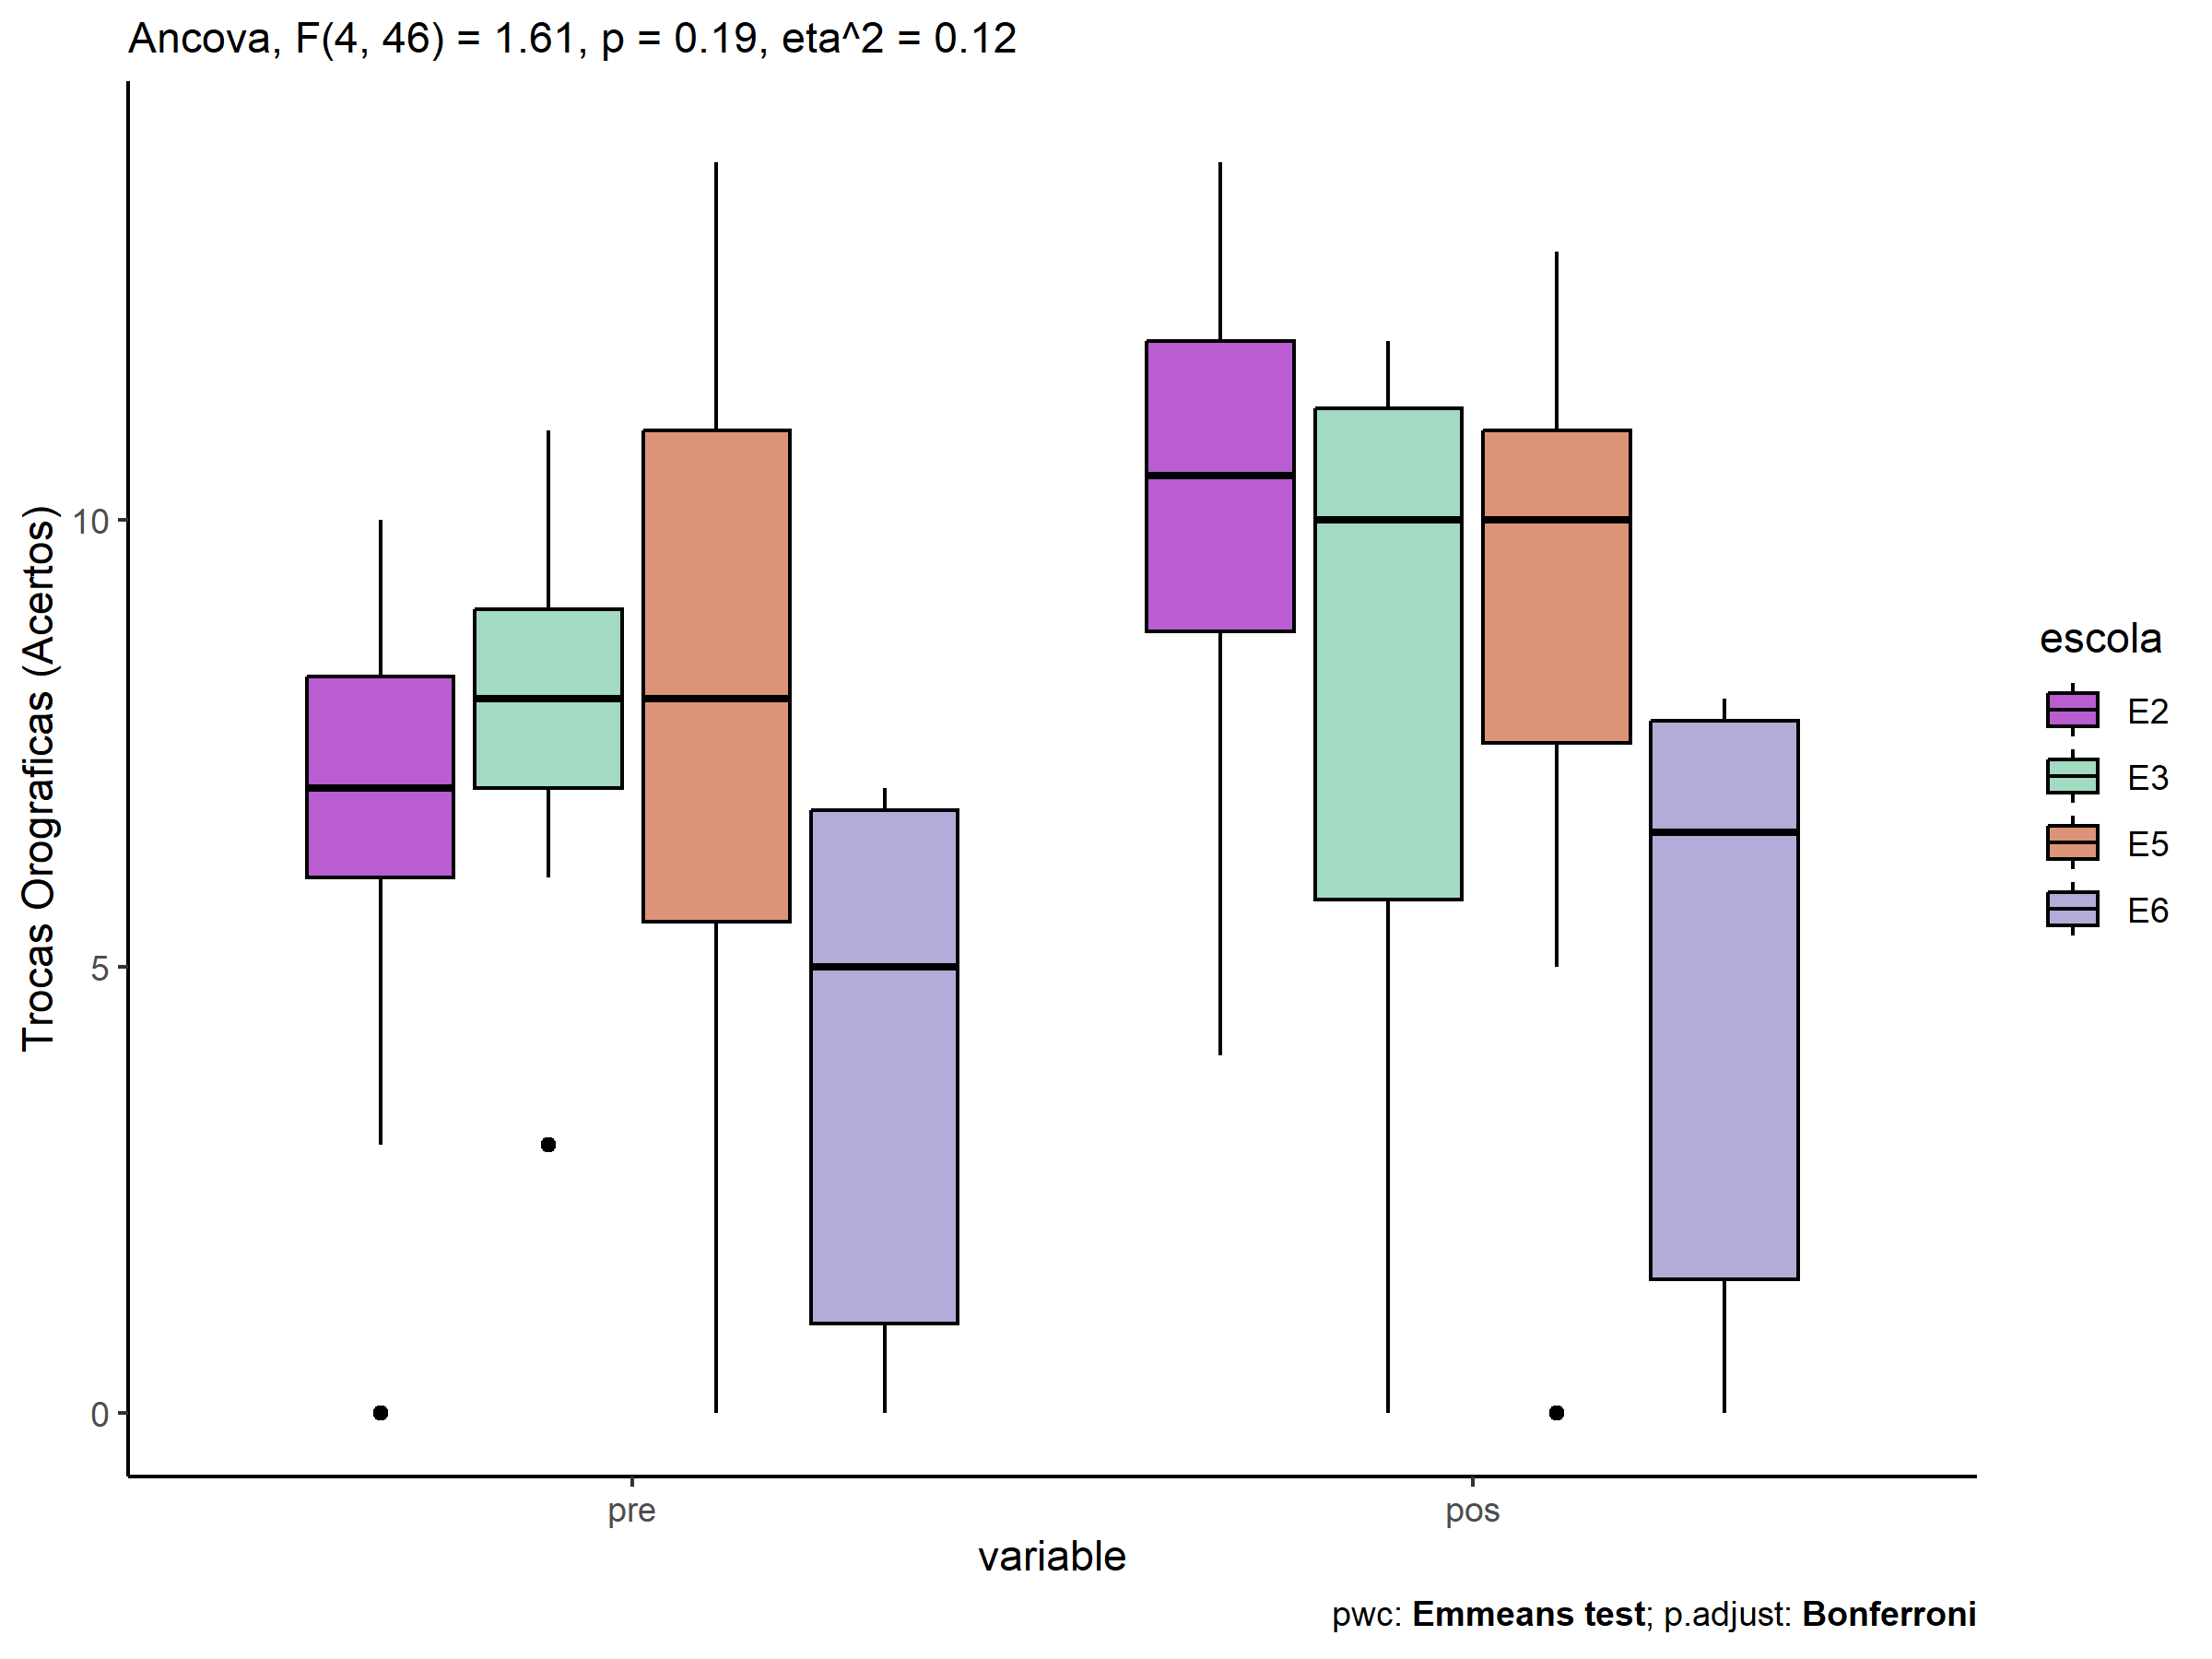 Ancova, F(4, 46) = 1.61, p = 0.19, eta^2 = 0.12
Trocas Orograficas (Acertos)
10
5
0
pre
pos
variable
escola
E2
E3
E5
E6
pwc: Emmeans test; p.adjust: Bonferroni